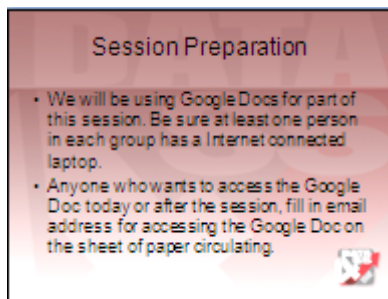 Session Preparation
• We will be using Google Docs for part of
this session. Be sure at least one person
in each group has a Internet connected
laptop.
• Anyone who wants to access the Google
Doc today or after the session, fill in email
address for accessing the Google Doc on
the sheet of paper circulating.